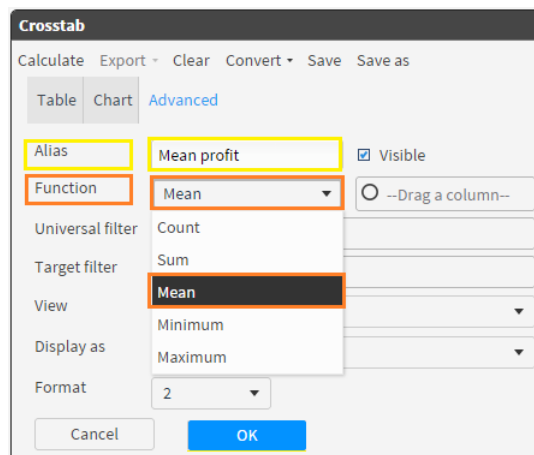 Crosstab
Calculate Export Clear Convert Save Save as
Table Chart Advanced
Alias Mean profit Visible
Function Mean --Drag a column--
Universal filter Count
Sum
Target filter
Mean
View
Minimum
Display as
Maximum
Format 2
Cancel OK